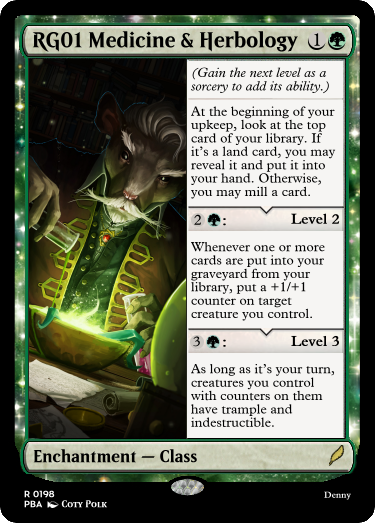 RG01 Medicine & Herbology 1
(Gain the next level as a
sorcery to add its ability.)
At the beginning of your
upkeep, look at the top
card of your library. If
it's a land card, you may
reveal it and put it into
your hand. Otherwise,
you may mill a card.
2 : Level 2
Whenever one or more
cards are put into your
graveyard from your
library, put a +1/+1
counter on target
creature you control.
3 : Level 3
As long as it's your turn,
creatures you control
with counters on them
have trample and
indestructible.
Enchantment — Class
R 0198
PBA Coty Polk
Denny